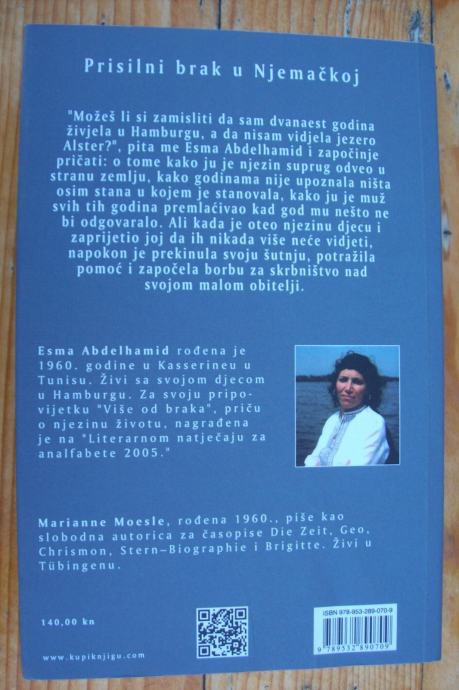 Prisilni brak u Njemačkoj
"Možeš li si zamisliti da sam dvanaest godina
živjela u Hamburgu, a da nisam vidjela jezero
Alster?", pita me Esma Abdelhamid i započinje
pričati: o tome kako ju je njezin suprug odveo u
stranu zemlju, kako godinama nije upoznala ništa
osim stana u kojem je stanovala, kako ju je muž
svih tih godina premlaćivao kad god mu nešto ne
bi odgovaralo. Ali kada je oteo njezinu djecu i
zaprijetio joj da ih nikada više neće vidjeti,
napokon je prekinula svoju šutnju, potražila
pomoć i započela borbu za skrbništvo nad
svojom malom obitelji.
Esma Abdelhamid rođena je
1960. godine u Kasserineu u
Tunisu. Živi sa svojom djecom
u Hamburgu. Za svoju pripo-
vijetku "Više od braka", priču
o njezinu životu, nagrađena
je na "Literarnom natječaju za
analfabete 2005."
Marianne Moesle, rođena 1960., piše kao
slobodna autorica za časopise Die Zeit, Geo,
Chrismon, Stern–Biographie i Brigitte. Živi u
Tübingenu.
140,00 kn
www.kupiknjigu.com
ISBN 978-953-289-070-9
9 789532 890709